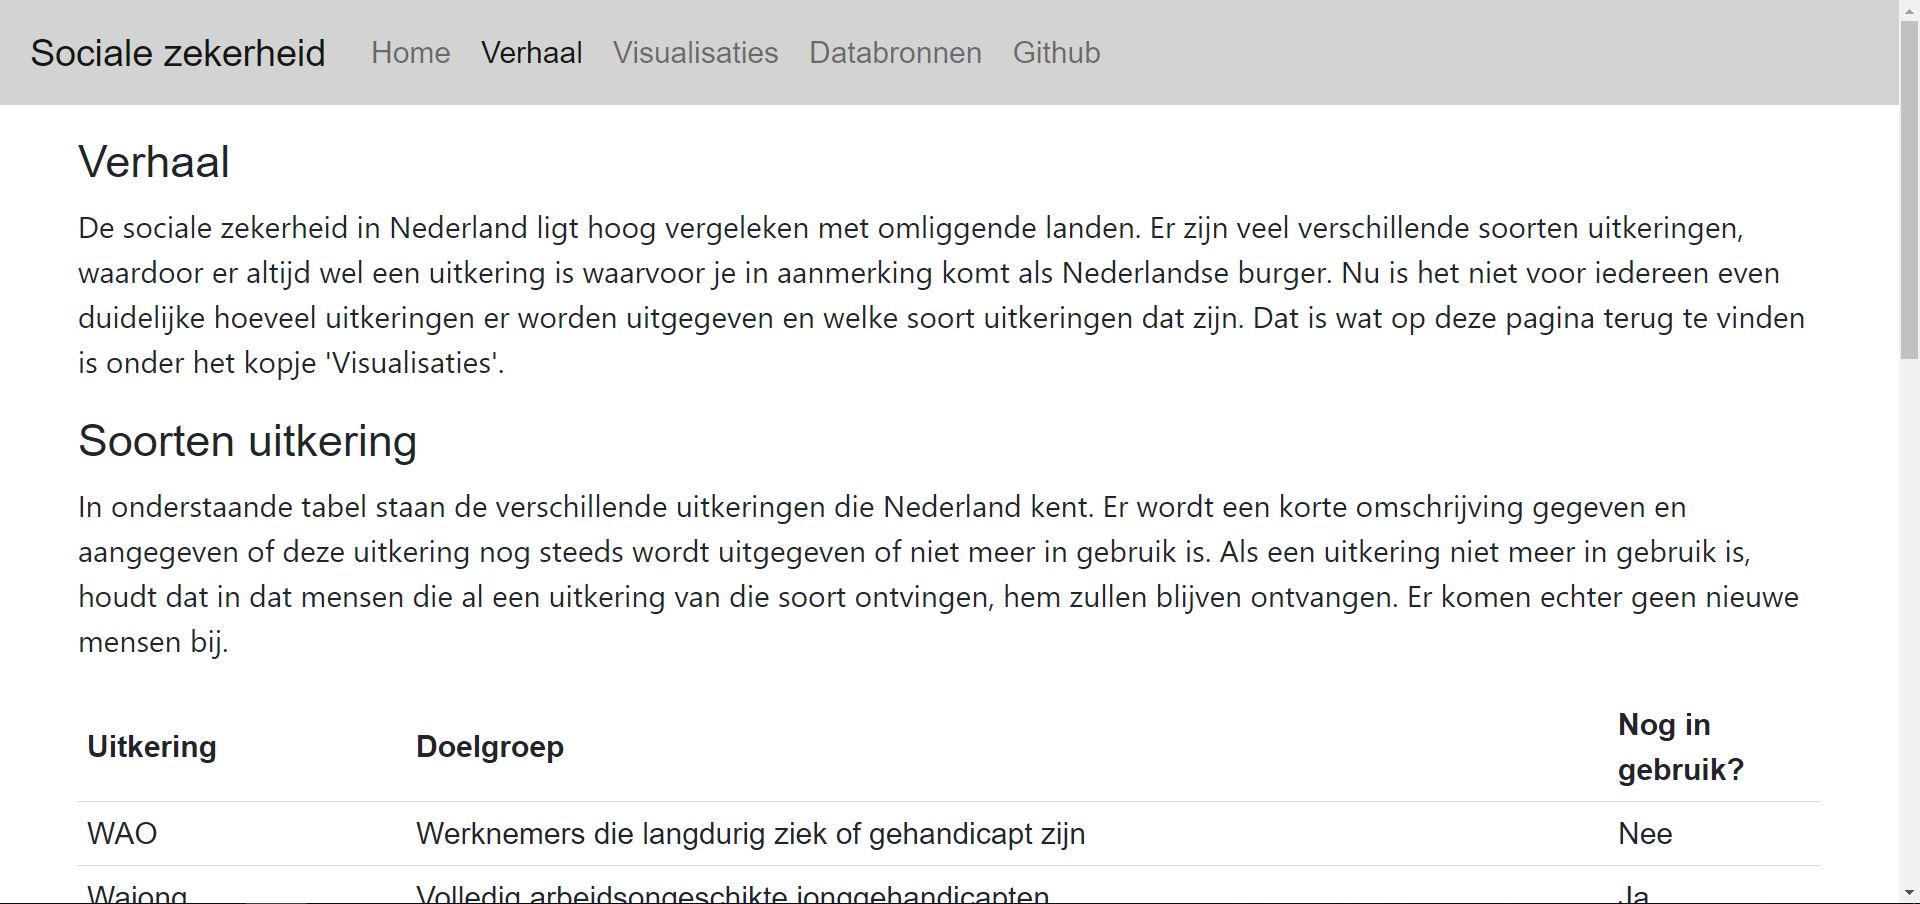 Sociale zekerheid Home Verhaal Visualisaties Databronnen Github
Verhaal
De sociale zekerheid in Nederland ligt hoog vergeleken met omliggende landen. Er zijn veel verschillende soorten uitkeringen,
waardoor er altijd wel een uitkering is waarvoor je in aanmerking komt als Nederlandse burger. Nu is het niet voor iedereen even
duidelijke hoeveel uitkeringen er worden uitgegeven en welke soort uitkeringen dat zijn. Dat is wat op deze pagina terug te vinden
is onder het kopje 'Visualisaties'.
Soorten uitkering
In onderstaande tabel staan de verschillende uitkeringen die Nederland kent. Er wordt een korte omschrijving gegeven en
aangegeven of deze uitkering nog steeds wordt uitgegeven of niet meer in gebruik is. Als een uitkering niet meer in gebruik is,
houdt dat in dat mensen die al een uitkering van die soort ontvingen, hem zullen blijven ontvangen. Er komen echter geen nieuwe
mensen bij.
Uitkering Doelgroep Nog in
gebruik?
WAO Werknemers die langdurig ziek of gehandicapt zijn Nee
Wajong Volledig arbeidsongeschikte jonggehandicapten Ja